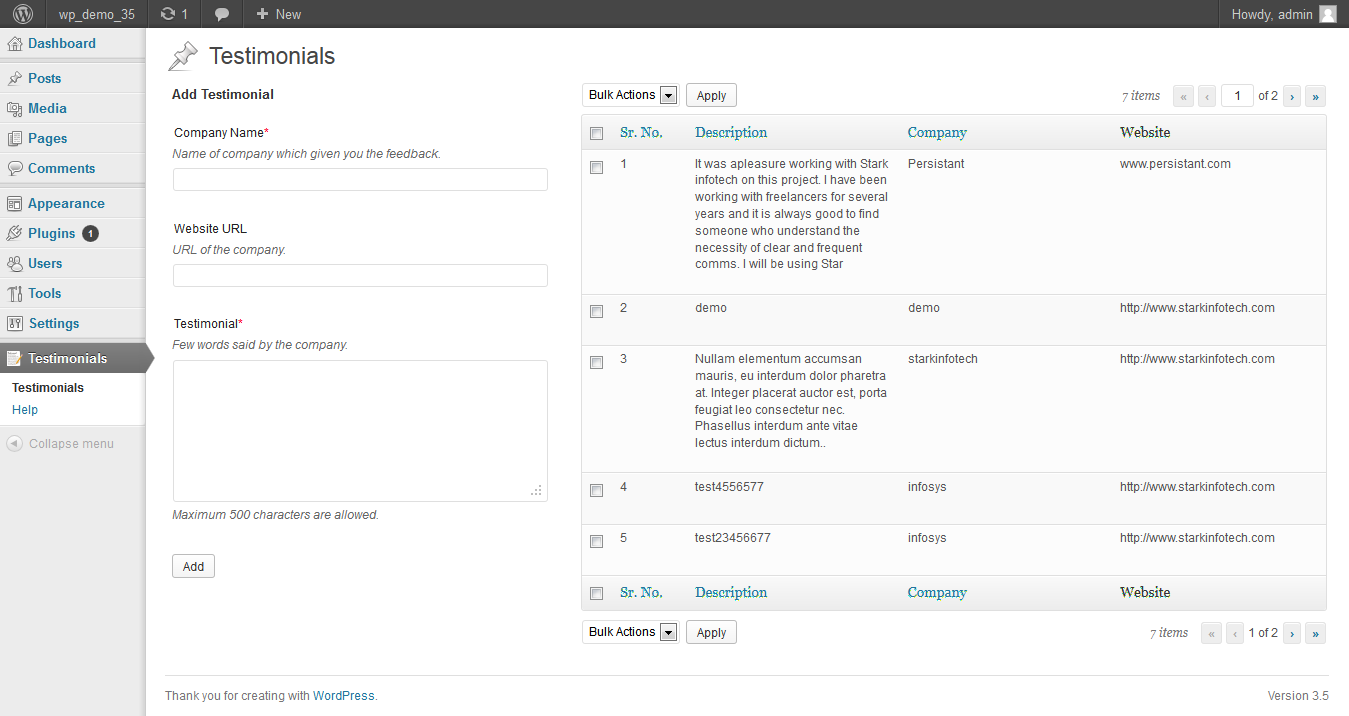 wp_demo_35 1 + New Howdy, admin
Dashboard
Posts
Media
Pages
Comments
Appearance
Plugins 1
Users
Tools
Settings
Testimonials
Testimonials
Help
Collapse menu
Testimonials
Add Testimonial
Company Name*
Name of company which given you the feedback.
Website URL
URL of the company.
Testimonial*
Few words said by the company.
Maximum 500 characters are allowed.
Add
Bulk Actions Apply 7 items « ‹ 1 of 2 › »
Sr. No. Description Company Website
1 It was apleasure working with Stark Persistant www.persistant.com
infotech on this project. I have been
working with freelancers for several
years and it is always good to find
someone who understand the
necessity of clear and frequent
comms. I will be using Star
2 demo demo http://www.starkinfotech.com
3 Nullam elementum accumsan starkinfotech http://www.starkinfotech.com
mauris, eu interdum dolor pharetra
at. Integer placerat auctor est, porta
feugiat leo consectetur nec.
Phasellus interdum ante vitae
lectus interdum dictum..
4 test4556577 infosys http://www.starkinfotech.com
5 test23456677 infosys http://www.starkinfotech.com
Sr. No. Description Company Website
Bulk Actions Apply 7 items « ‹ 1 of 2 › »
Thank you for creating with WordPress. Version 3.5